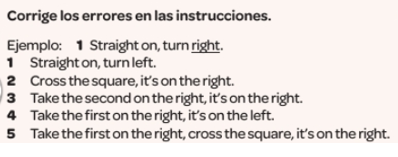 Corrige los errores en las instrucciones.
Ejemplo: 1 Straight on, turn right.
1 Straight on, turn left.
2 Cross the square, it's on the right.
3 Take the second on the right, it's on the right.
4 Take the first on the right, it's on the left.
5 Take the first on the right, cross the square, it's on the right.